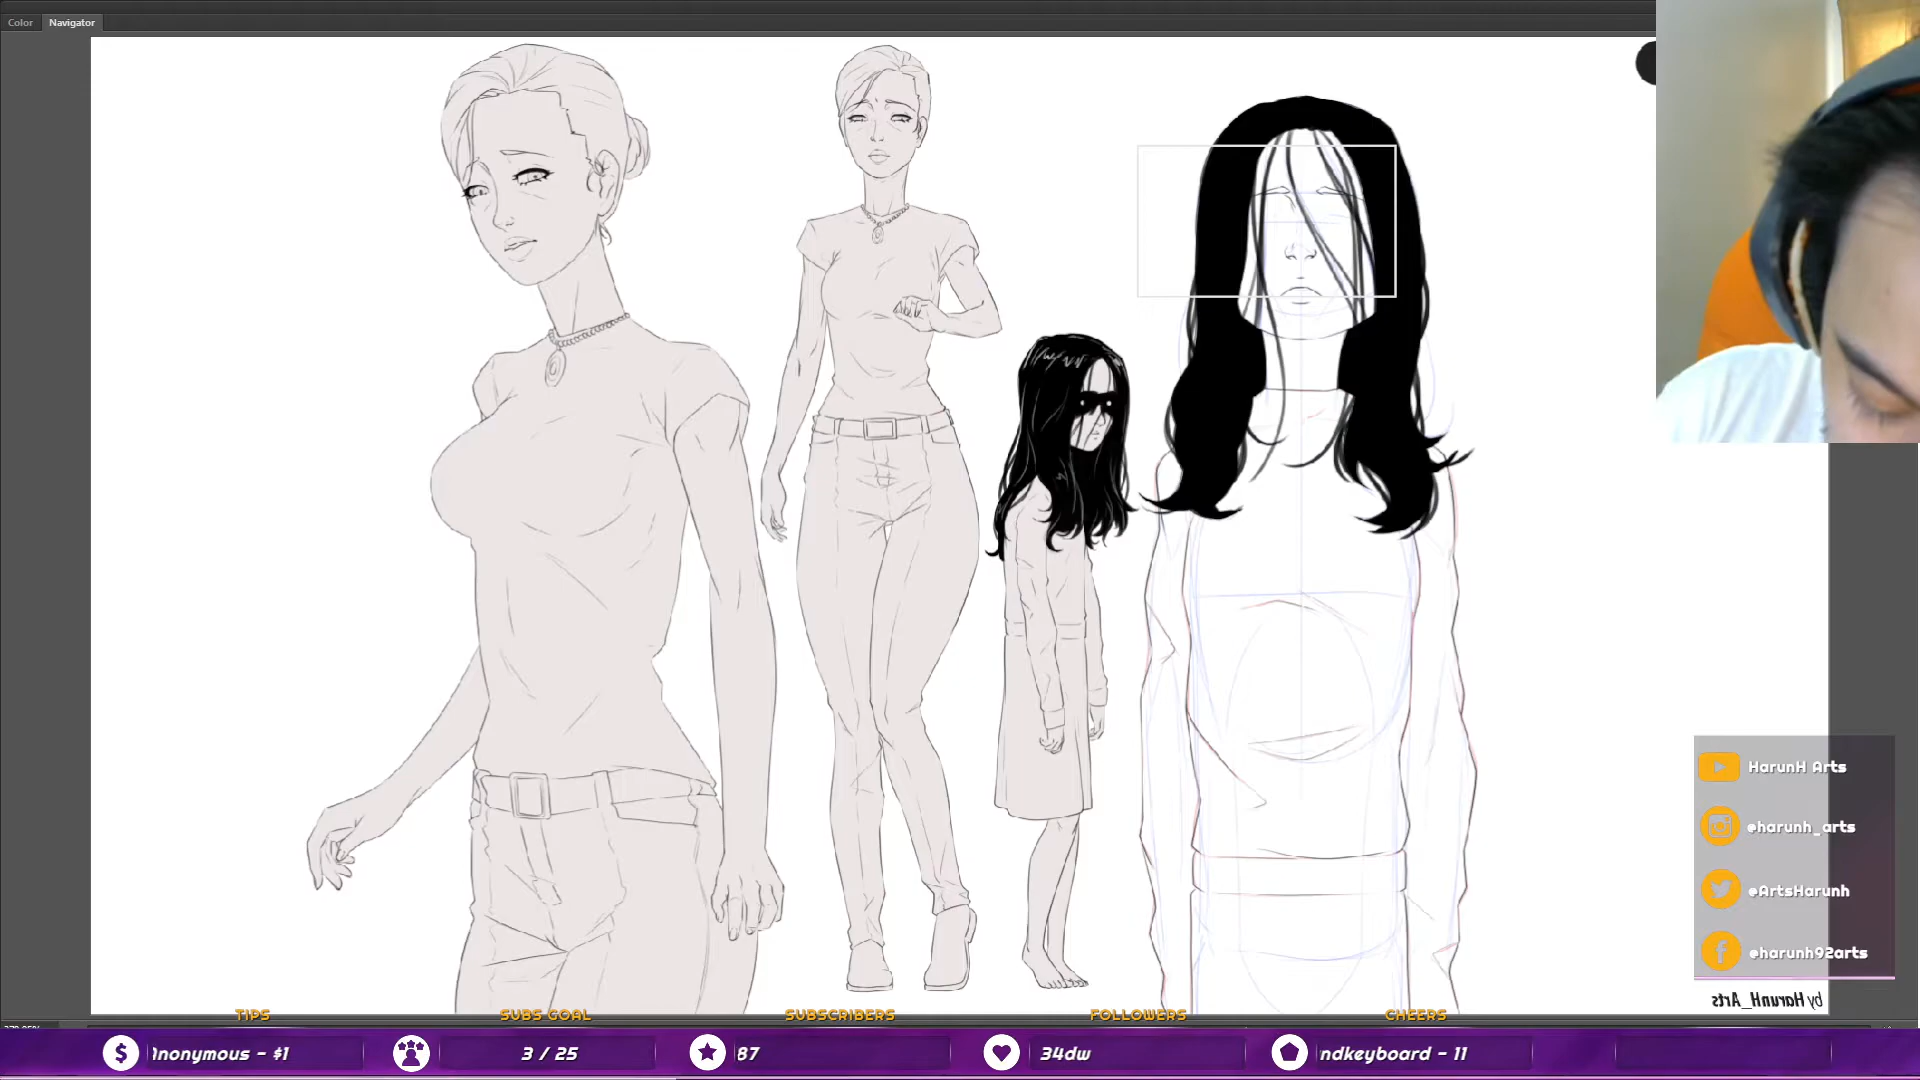 Color
Navigator
HarunH Arts
@harunh_arts
@ArtsHarunh
@harunh92arts
by HarunH_Arts
TIPS
SUBS GOAL
SUBSCRIBERS
FOLLOWERS
CHEERS
Anonymous - $1
3 / 25
87
34dw
ndkeyboard - 11